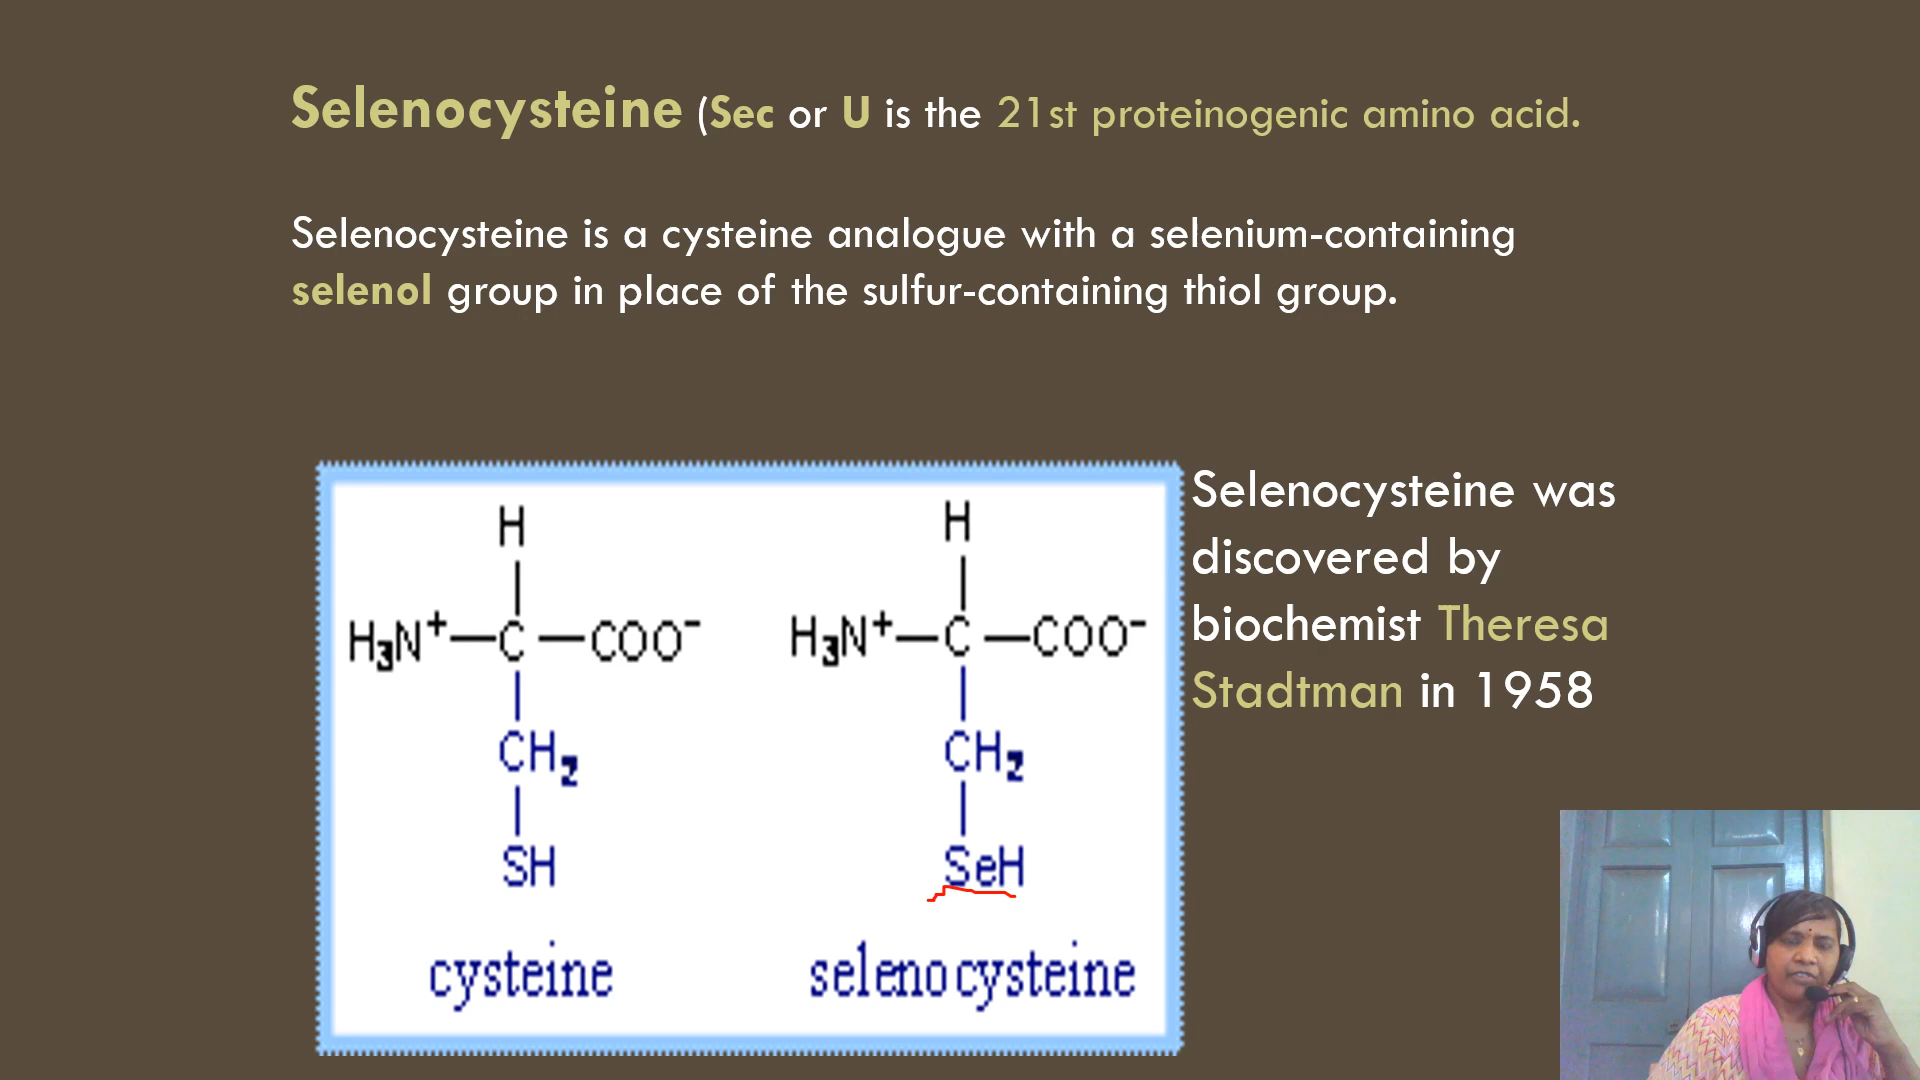 Selenocysteine (Sec or U is the 21st proteinogenic amino acid.
Selenocysteine is a cysteine analogue with a selenium-containing
selenol group in place of the sulfur-containing thiol group.
H
H₃N⁺—C—COO⁻
CH₂
SH
cysteine
H
H₃N⁺—C—COO⁻
CH₂
SeH
selenocysteine
Selenocysteine was
discovered by
biochemist Theresa
Stadtman in 1958